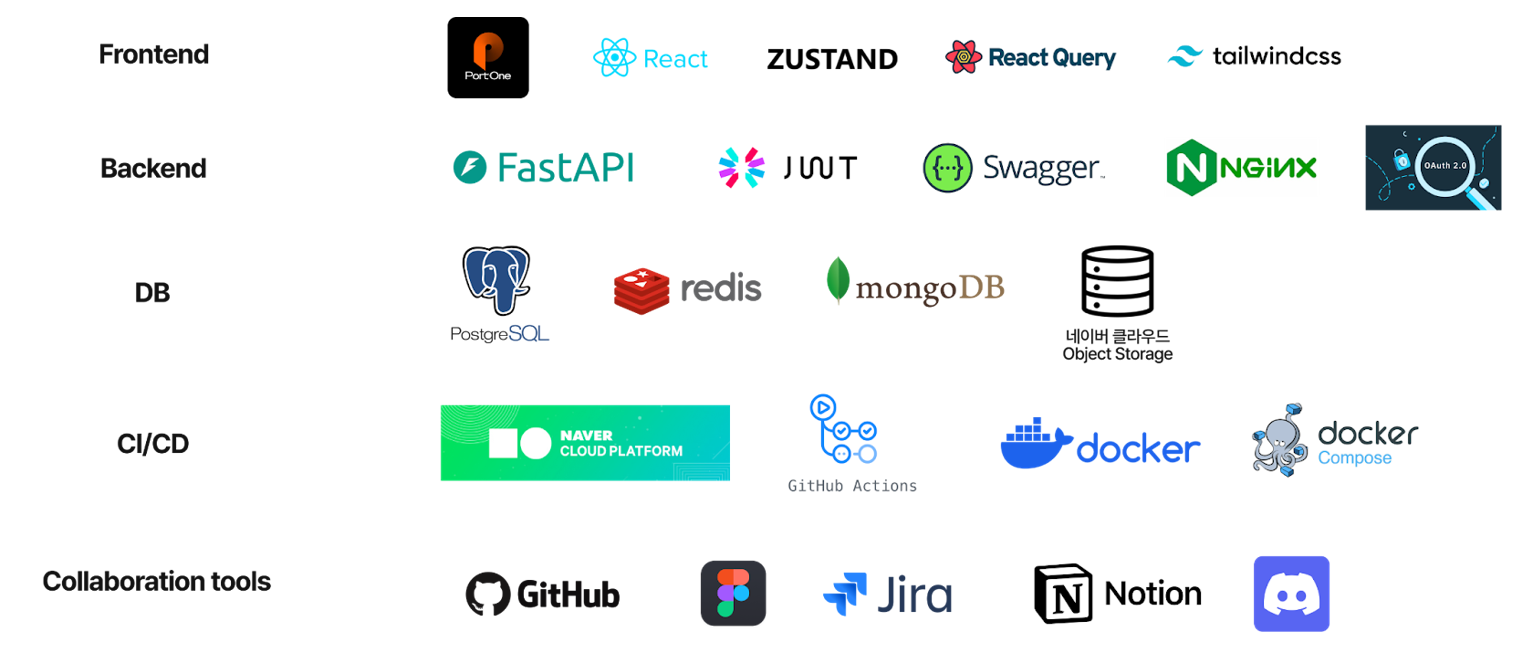 Frontend
PortOne
React
ZUSTAND
React Query
tailwindcss
Backend
FastAPI
JWT
Swagger
NGINX
OAuth 2.0
DB
PostgreSQL
redis
mongoDB
네이버 클라우드
Object Storage
CI/CD
NAVER
CLOUD PLATFORM
GitHub Actions
docker
docker
Compose
Collaboration tools
GitHub
Jira
Notion